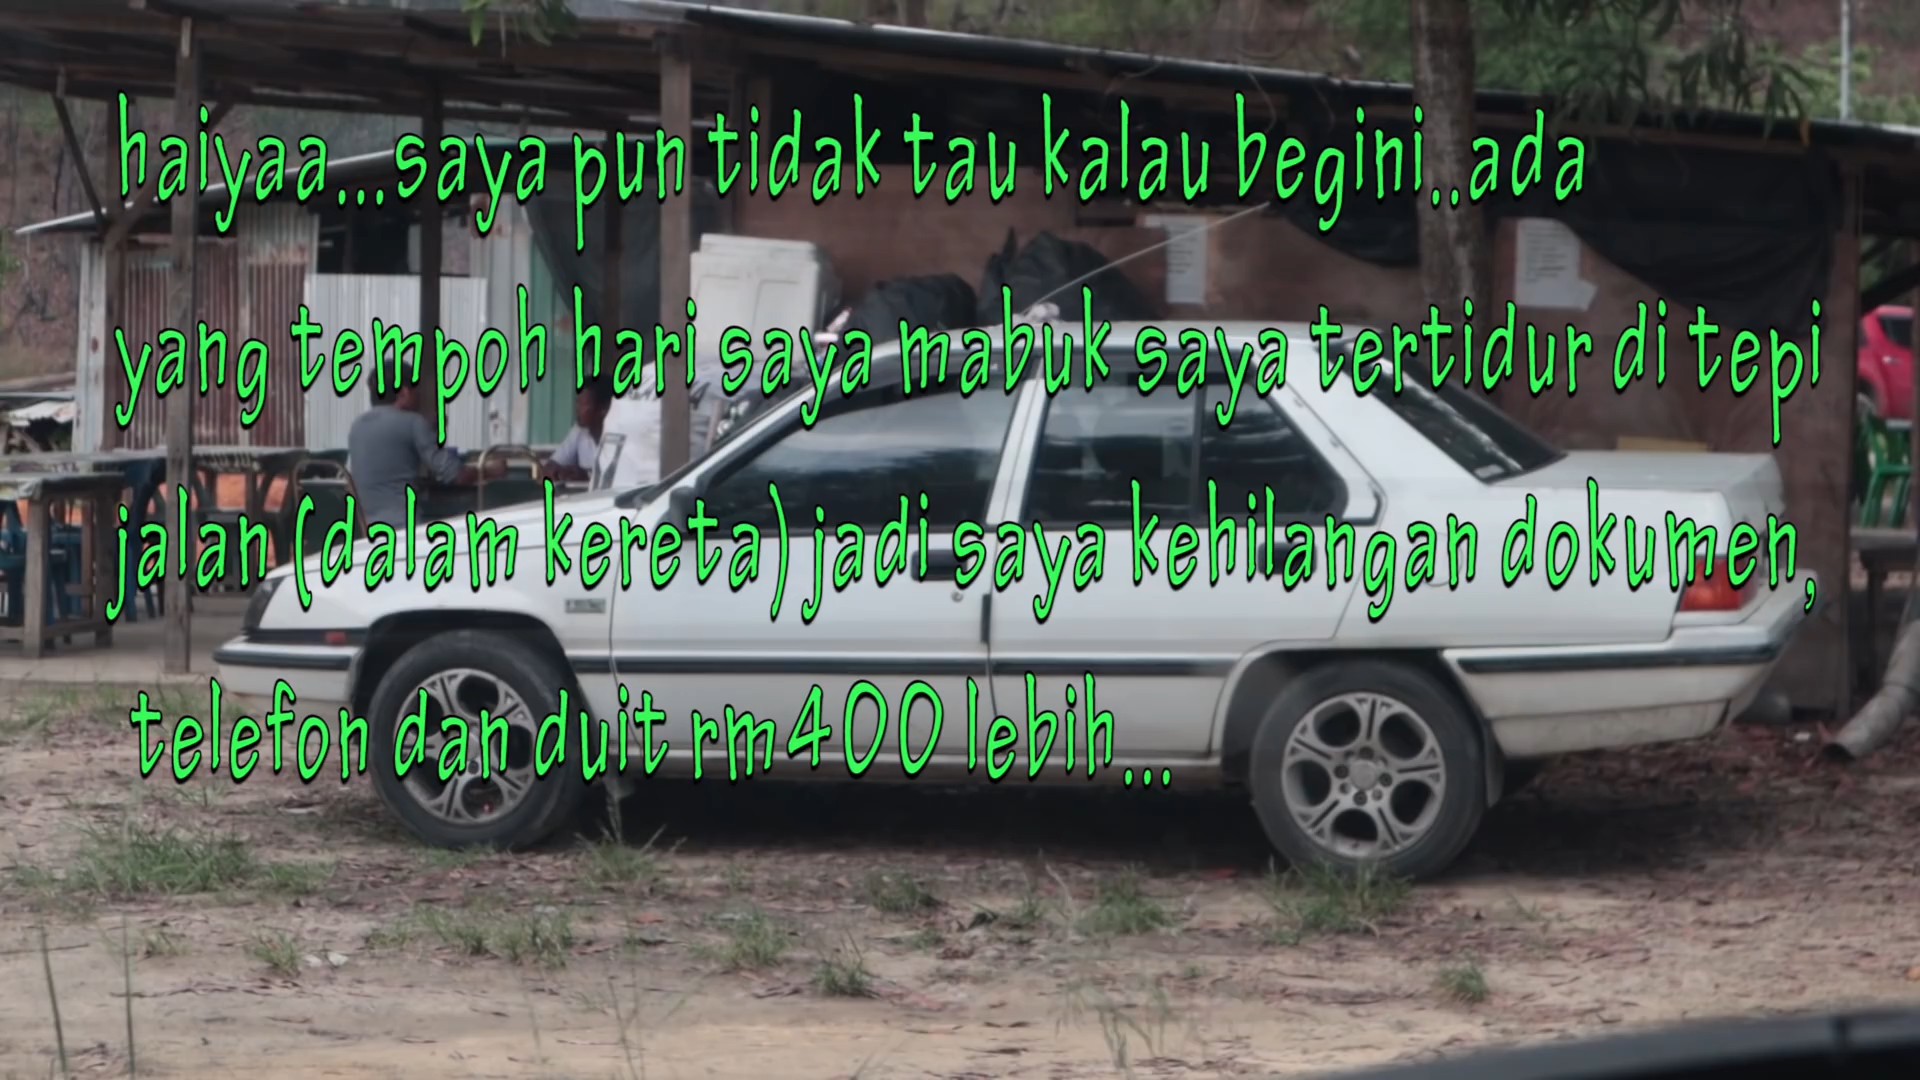 haiyaa...saya pun tidak tau kalau begini..ada
yang tempoh hari saya mabuk saya tertidur di tepi
jalan (dalam kereta) jadi saya kehilangan dokumen,
telefon dan duit rm400 lebih...